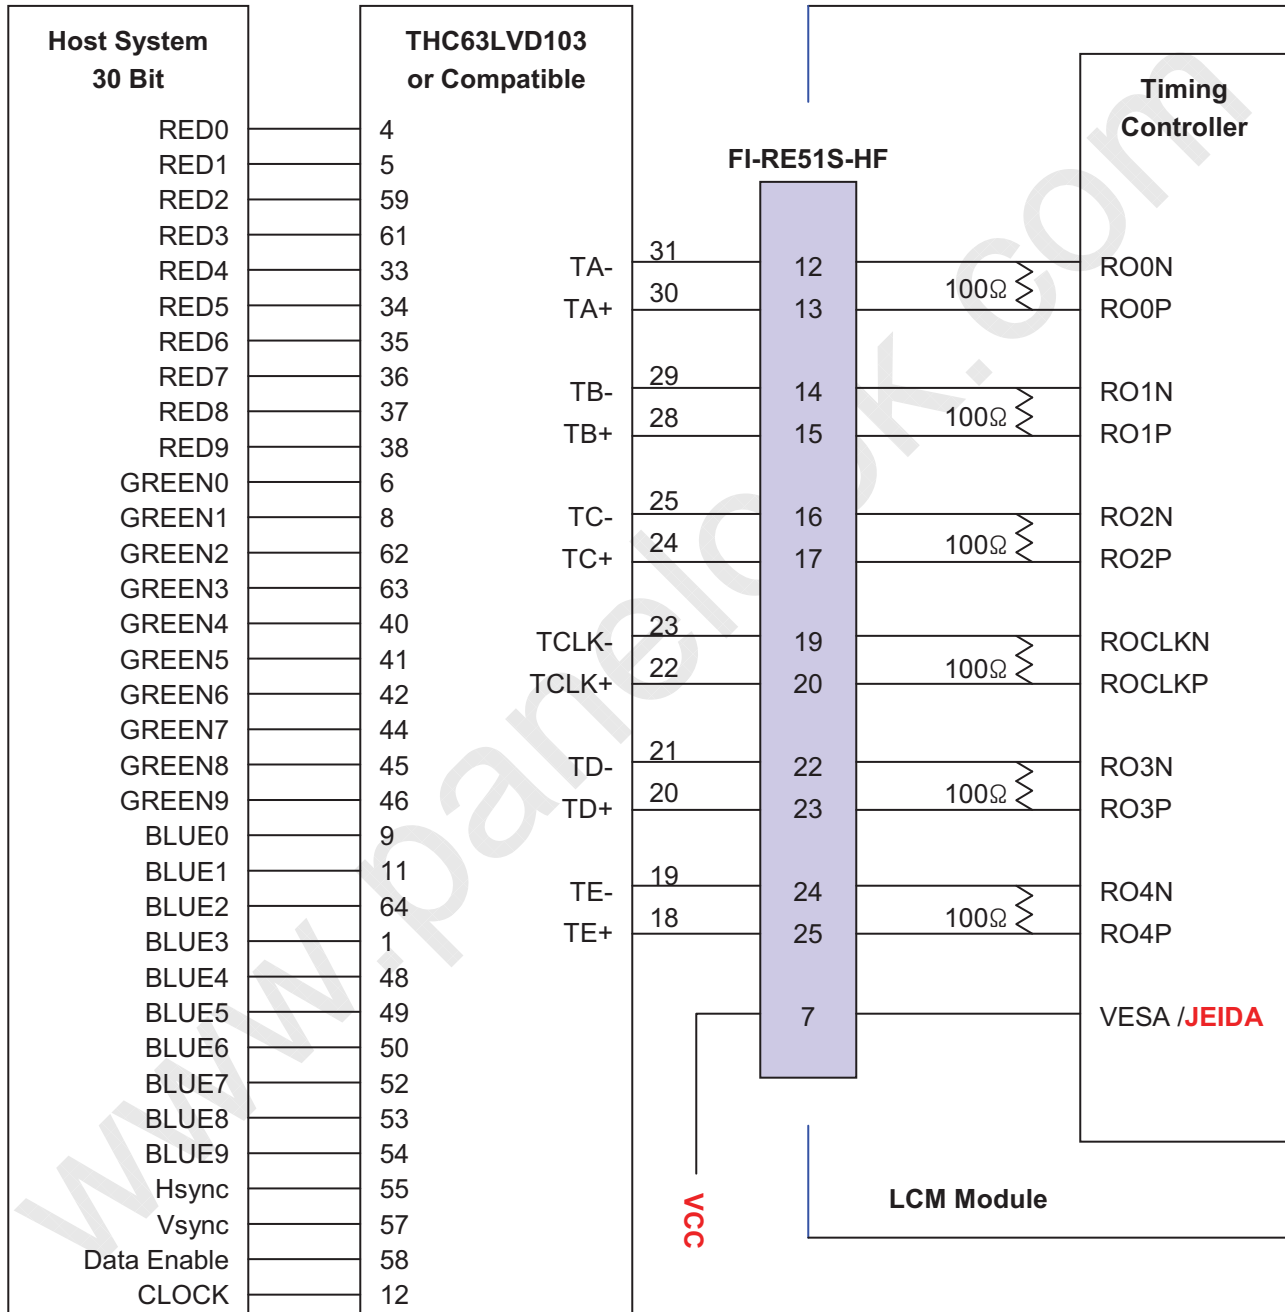 Host System
30 Bit
RED0
RED1
RED2
RED3
RED4
RED5
RED6
RED7
RED8
RED9
GREEN0
GREEN1
GREEN2
GREEN3
GREEN4
GREEN5
GREEN6
GREEN7
GREEN8
GREEN9
BLUE0
BLUE1
BLUE2
BLUE3
BLUE4
BLUE5
BLUE6
BLUE7
BLUE8
BLUE9
Hsync
Vsync
Data Enable
CLOCK
THC63LVD103
or Compatible
4
5
59
61
33
34
35
36
37
38
6
8
62
63
40
41
42
44
45
46
9
11
64
1
48
49
50
52
53
54
55
57
58
12
TA-
TA+
TB-
TB+
TC-
TC+
TCLK-
TCLK+
TD-
TD+
TE-
TE+
31
30
29
28
25
24
23
22
21
20
19
18
VCC
FI-RE51S-HF
12
13
14
15
16
17
19
20
22
23
24
25
7
100Ω
100Ω
100Ω
100Ω
100Ω
100Ω
LCM Module
Timing
Controller
RO0N
RO0P
RO1N
RO1P
RO2N
RO2P
ROCLKN
ROCLKP
RO3N
RO3P
RO4N
RO4P
VESA /JEIDA
www.panelook.com